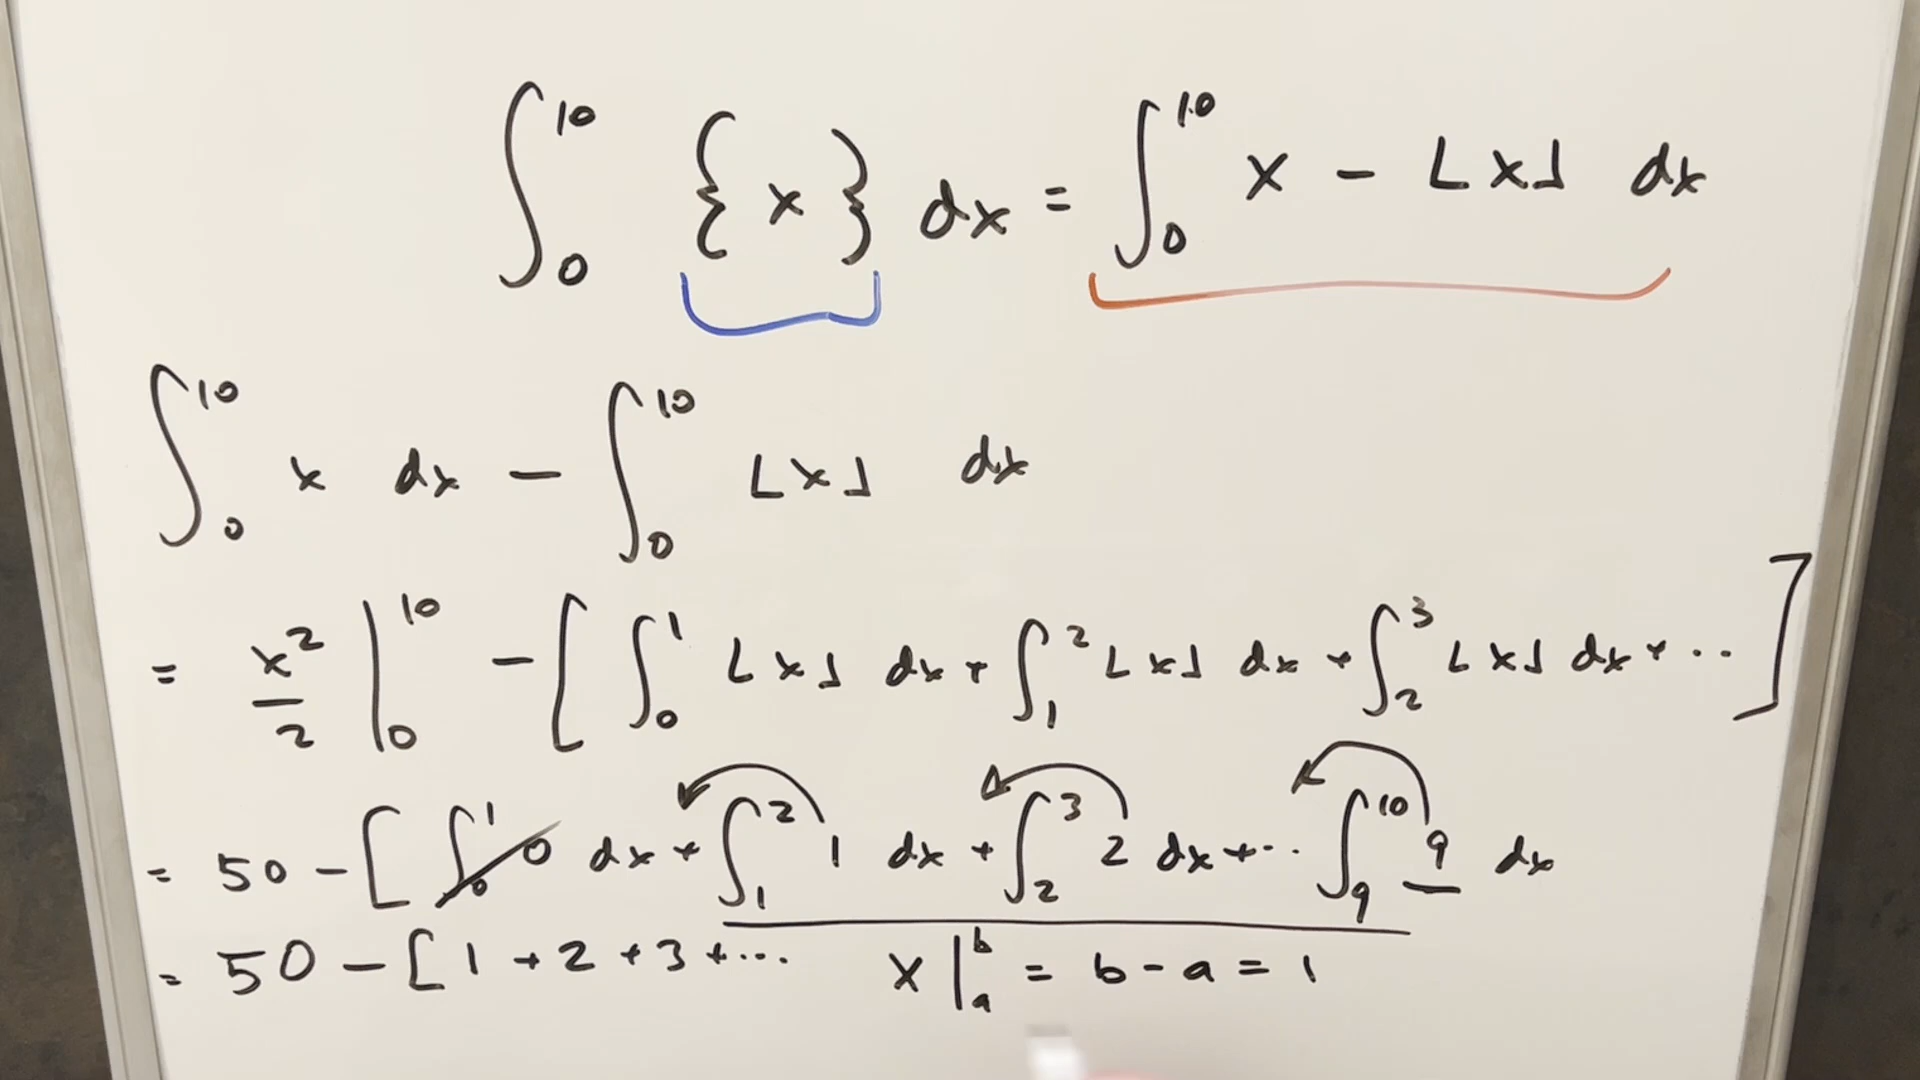 ∫₀¹⁰ {x} dx = ∫₀¹⁰ x - ⌊x⌋ dx
∫₀¹⁰ x dx - ∫₀¹⁰ ⌊x⌋ dx
= x²/2 |₀¹⁰ - [ ∫₀¹ ⌊x⌋ dx + ∫₁² ⌊x⌋ dx + ∫₂³ ⌊x⌋ dx + ·· ]
= 50 - [ ∫₀¹ 0 dx + ∫₁² 1 dx + ∫₂³ 2 dx + ··· ∫₉¹⁰ 9 dx
= 50 - [ 1 + 2 + 3 + ··· x |ₐᵇ = b - a = 1